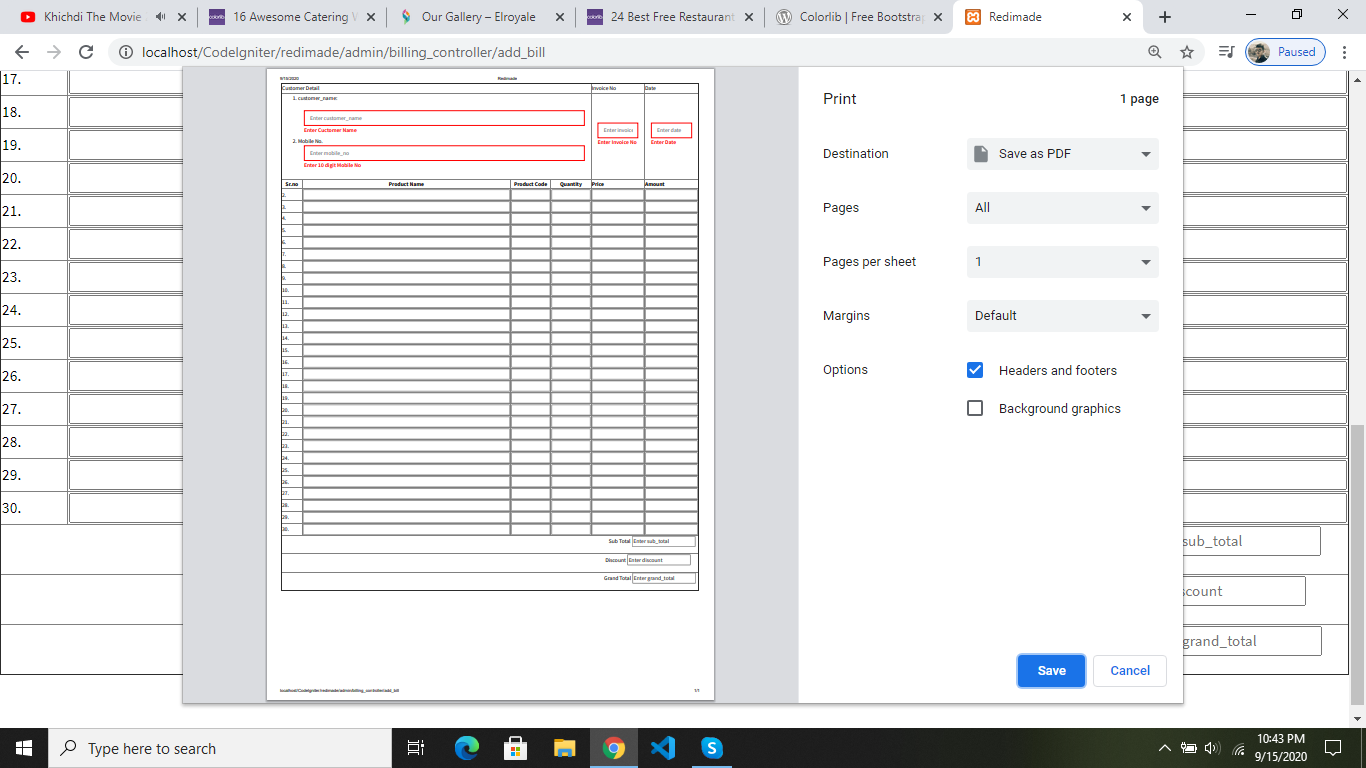 Khichdi The Movie
16 Awesome Catering W
Our Gallery – Elroyale
24 Best Free Restaurant
Colorlib | Free Bootstrap
Redimade
localhost/CodeIgniter/redimade/admin/billing_controller/add_bill
Paused
17.
18.
19.
20.
21.
22.
23.
24.
25.
26.
27.
28.
29.
30.
sub_total
scount
grand_total
9/15/2020 Redimade
Customer Detail Invoice No Date
1. customer_name:
Enter customer_name
Enter Customer Name
Enter invoice Enter date
Enter Invoice No Enter Date
2. Mobile No.
Enter mobile_no
Enter 10 digit Mobile No
Sr.no Product Name Product Code Quantity Price Amount
2.
3.
4.
5.
6.
7.
8.
9.
10.
11.
12.
13.
14.
15.
16.
17.
18.
19.
20.
21.
22.
23.
24.
25.
26.
27.
28.
29.
30.
Sub Total Enter sub_total
Discount Enter discount
Grand Total Enter grand_total
localhost/CodeIgniter/redimade/admin/billing_controller/add_bill 1/1
Print 1 page
Destination Save as PDF
Pages All
Pages per sheet 1
Margins Default
Options Headers and footers
Background graphics
Save Cancel
Type here to search
10:43 PM
9/15/2020